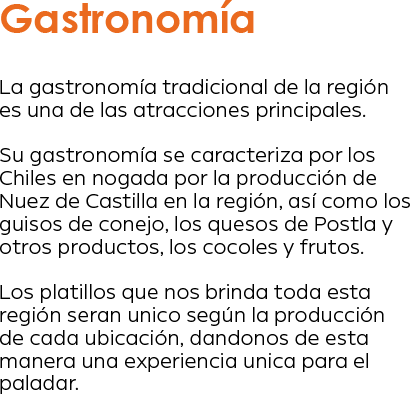 Gastronomía
La gastronomía tradicional de la región
es una de las atracciones principales.
Su gastronomía se caracteriza por los
Chiles en nogada por la producción de
Nuez de Castilla en la región, así como los
guisos de conejo, los quesos de Postla y
otros productos, los cocoles y frutos.
Los platillos que nos brinda toda esta
región seran unico según la producción
de cada ubicación, dandonos de esta
manera una experiencia unica para el
paladar.